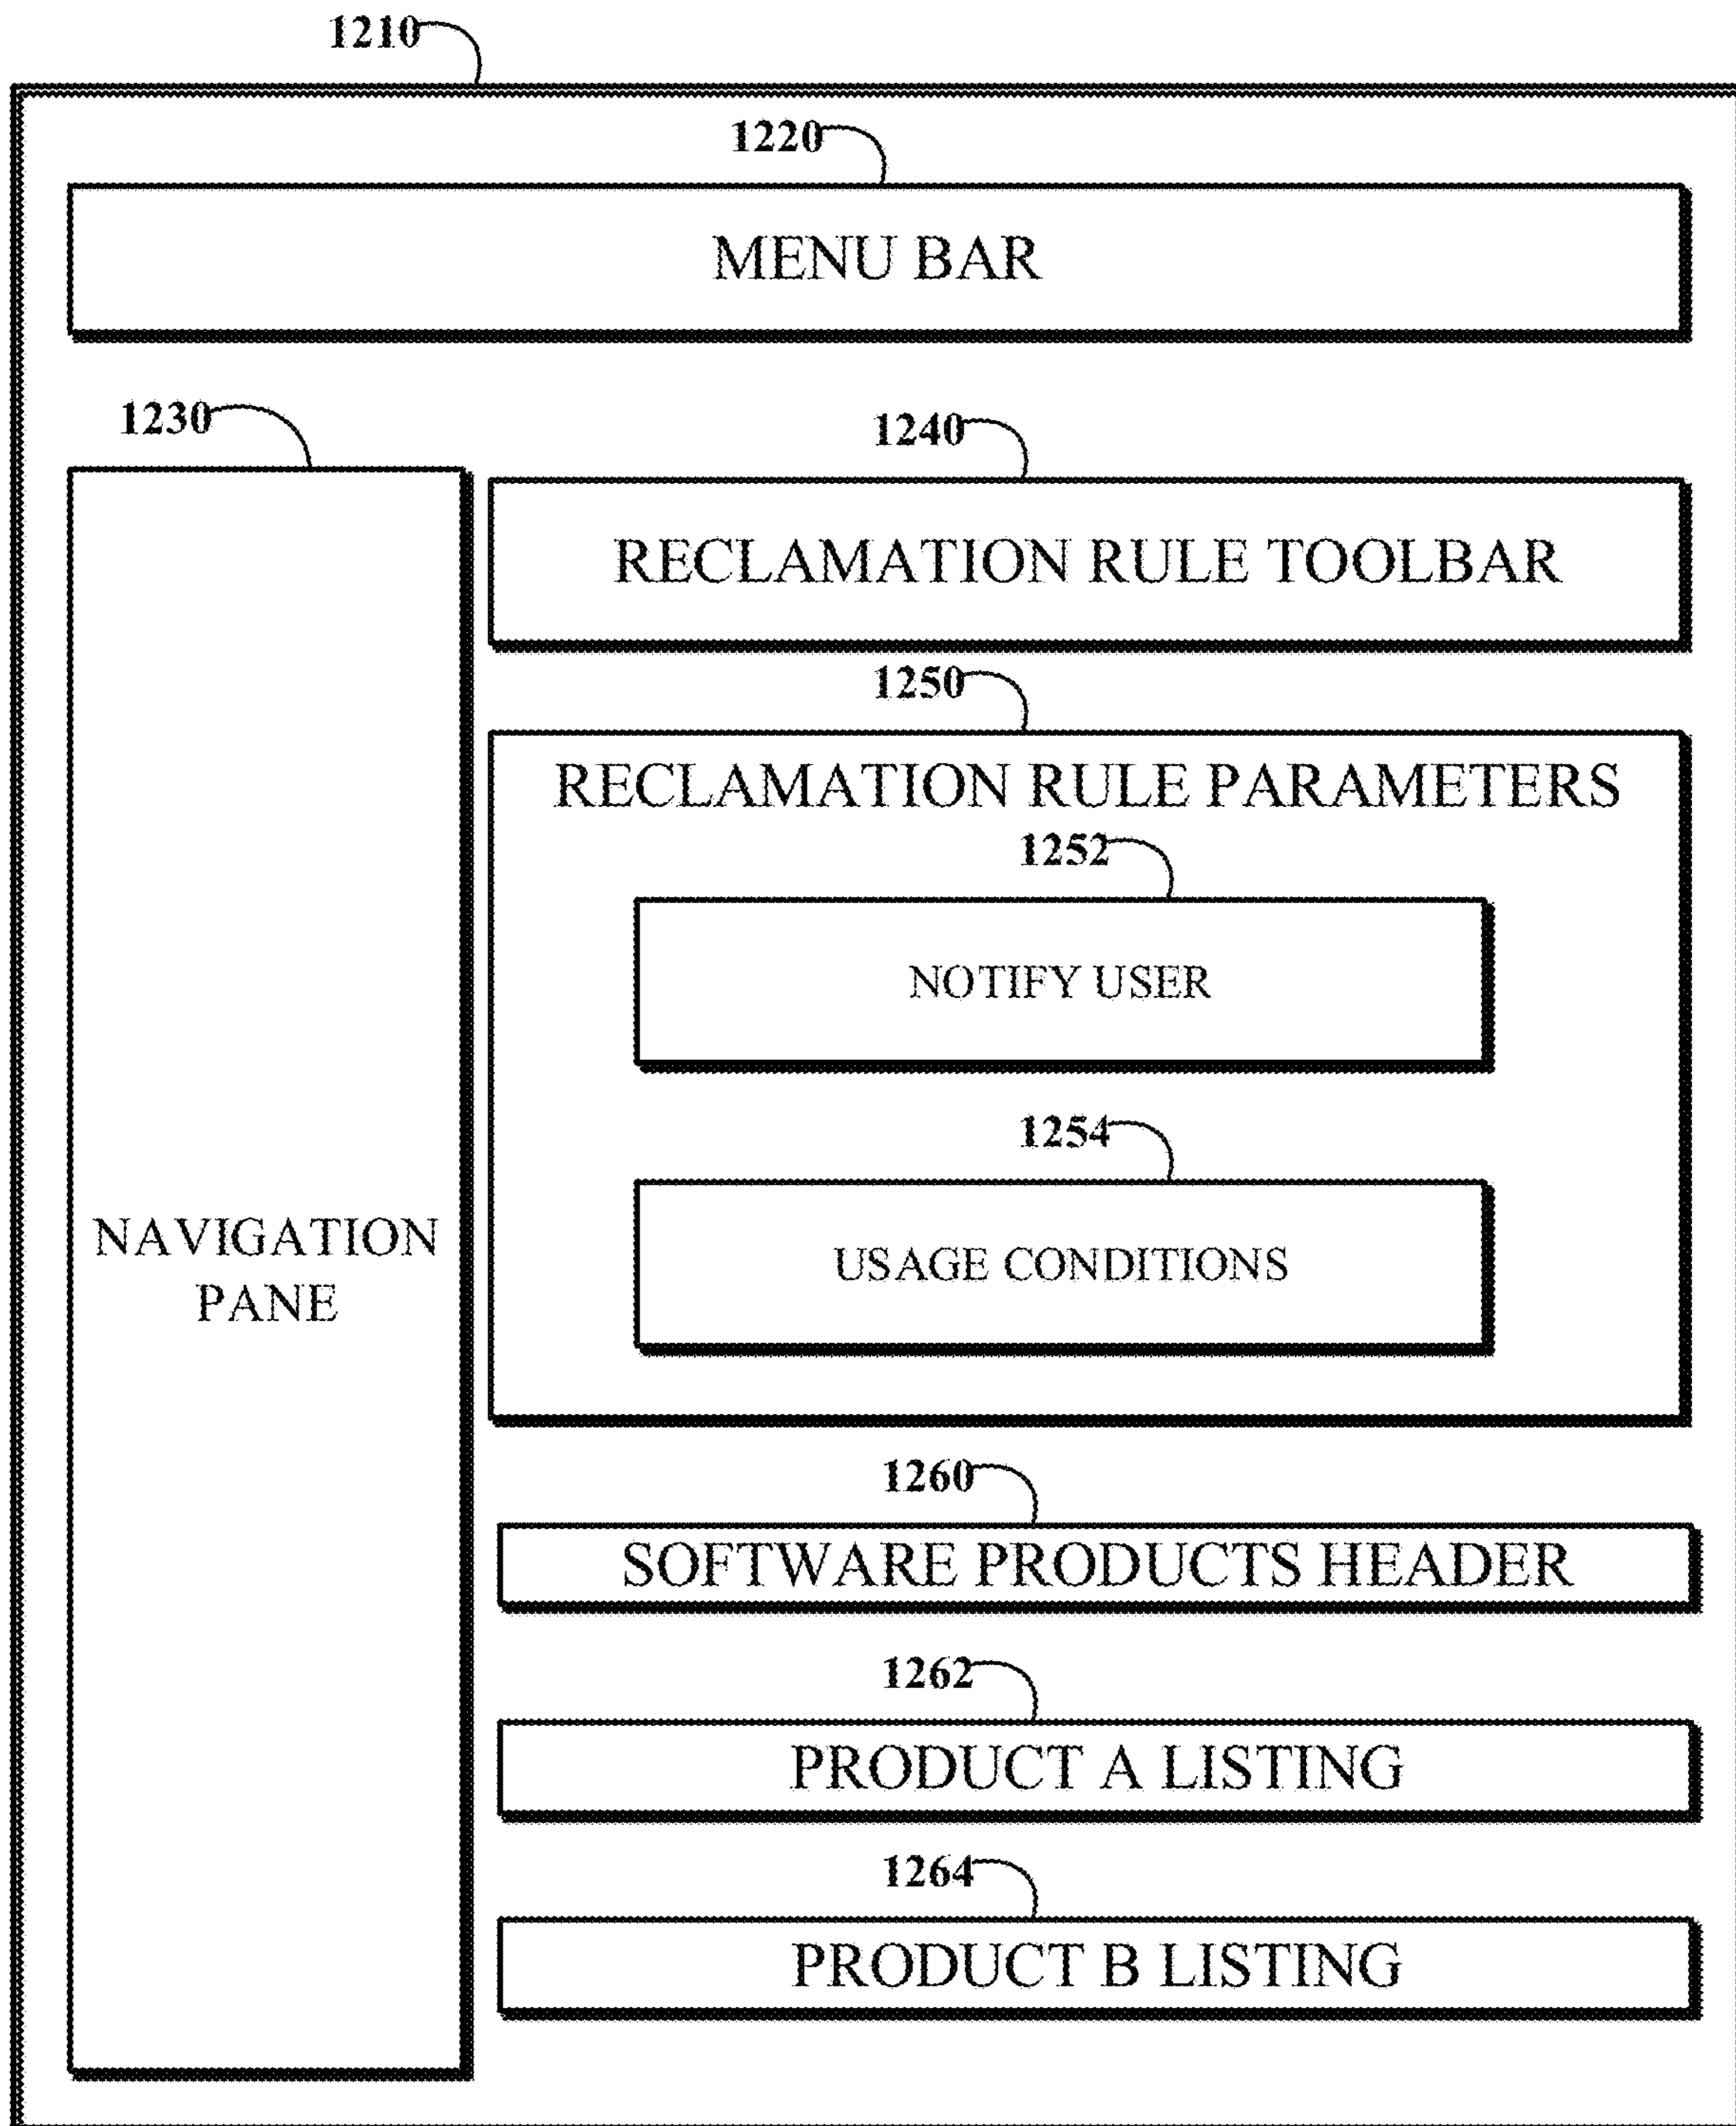 1210
1220
MENU BAR
1230
NAVIGATION
PANE
1240
RECLAMATION RULE TOOLBAR
1250
RECLAMATION RULE PARAMETERS
1252
NOTIFY USER
1254
USAGE CONDITIONS
1260
SOFTWARE PRODUCTS HEADER
1262
PRODUCT A LISTING
1264
PRODUCT B LISTING